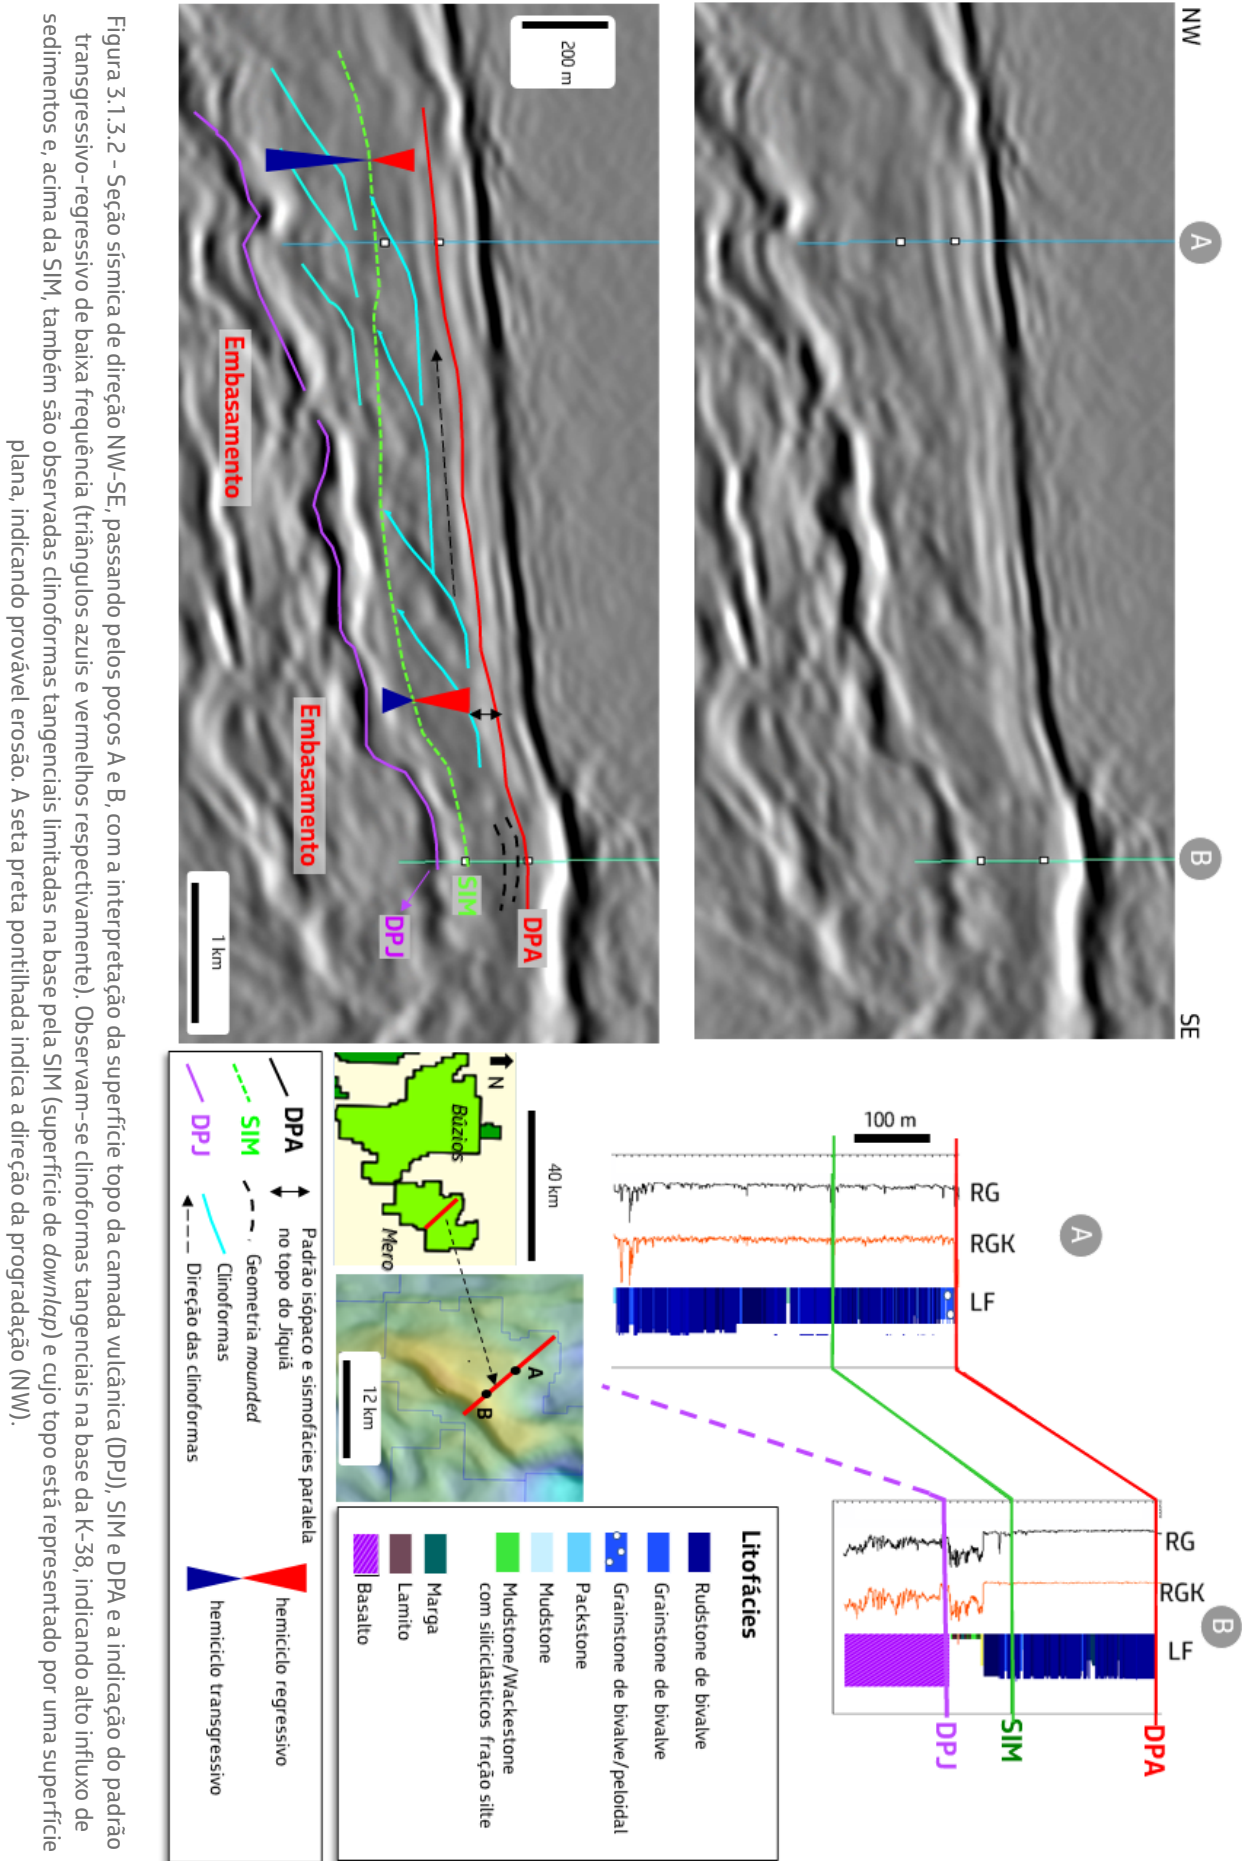 NW
SE
A
B
200 m
Embasamento
Embasamento
DPA
SIM
DPJ
1 km
A
B
100 m
RG
RGK
LF
RG
RGK
LF
DPA
SIM
DPJ
N
Búzios
Mero
40 km
A
B
12 km
Litofácies
Rudstone de bivalve
Grainstone de bivalve
Grainstone de bivalve/peloidal
Packstone
Mudstone
Mudstone/Wackestone
com siliciclásticos fração silte
Marga
Lamito
Basalto
DPA
SIM
DPJ
Padrão isópaco e sismofácies paralela
no topo do Jiquiá
Geometria mounded
Clinoformas
Direção das clinoformas
hemiciclo regressivo
hemiciclo transgressivo
Figura 3.1.3.2 - Seção sísmica de direção NW-SE, passando pelos poços A e B, com a interpretação da superfície topo da camada vulcânica (DPJ), SIM e DPA e a indicação do padrão
transgressivo-regressivo de baixa frequência (triângulos azuis e vermelhos respectivamente). Observam-se clinoformas tangenciais na base da K-38, indicando alto influxo de
sedimentos e, acima da SIM, também são observadas clinoformas tangenciais limitadas na base pela SIM (superfície de downlap) e cujo topo está representado por uma superfície
plana, indicando provável erosão. A seta preta pontilhada indica a direção da progradação (NW).